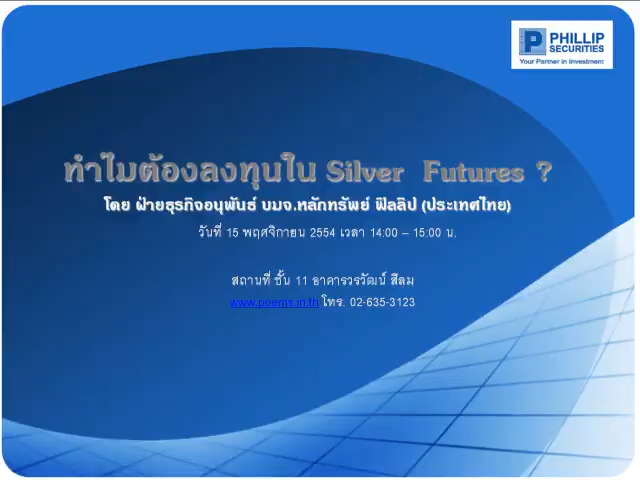 PHILLIP
SECURITIES
Your Partner in Investment
ทำไมต้องลงทุนใน Silver Futures ?
โดย ฝ่ายธุรกิจอนุพันธ์ บมจ.หลักทรัพย์ ฟิลลิป (ประเทศไทย)
วันที่ 15 พฤศจิกายน 2554 เวลา 14:00 – 15:00 น.
สถานที่ ชั้น 11 อาคารวรวัฒน์ สีลม
www.poems.in.th โทร. 02-635-3123